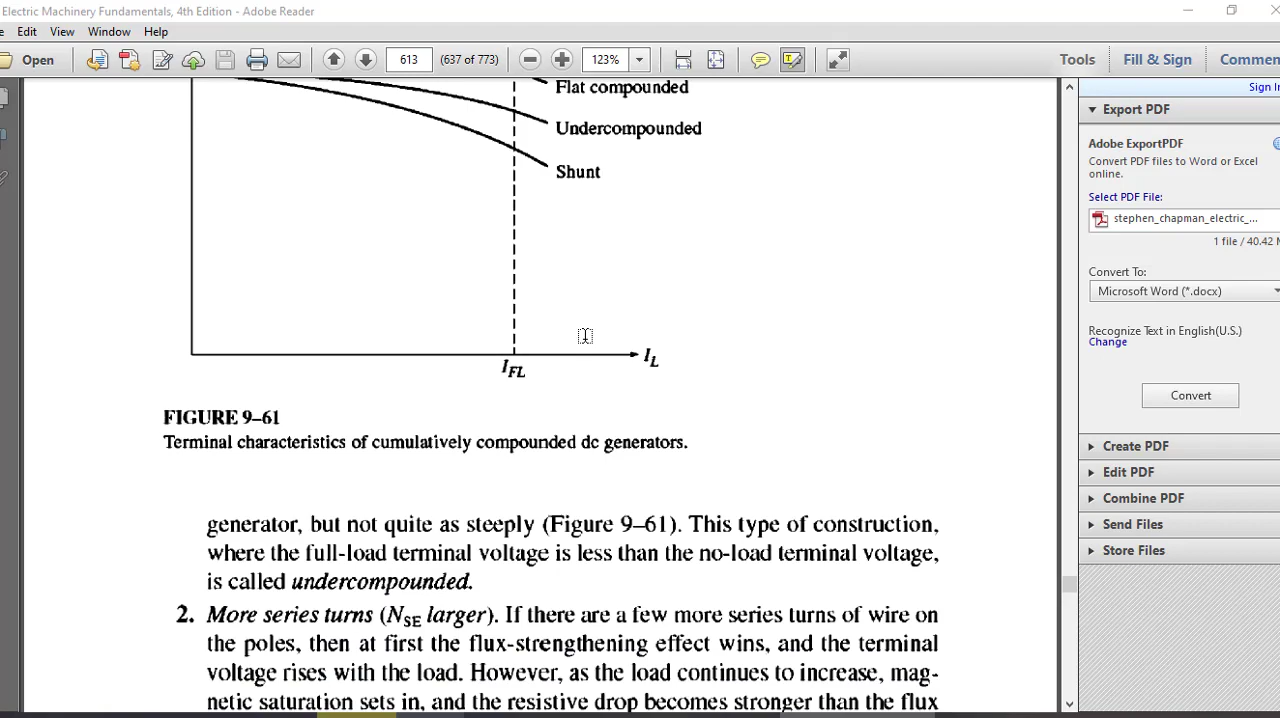 Electric Machinery Fundamentals, 4th Edition - Adobe Reader
Edit View Window Help
Open 613 (637 of 773) 123% Tools Fill & Sign
Sign
Flat compounded
Undercompounded
Shunt
I_L
I_FL
FIGURE 9–61
Terminal characteristics of cumulatively compounded dc generators.
generator, but not quite as steeply (Figure 9–61). This type of construction,
where the full-load terminal voltage is less than the no-load terminal voltage,
is called undercompounded.
2. More series turns (N_SE larger). If there are a few more series turns of wire on
the poles, then at first the flux-strengthening effect wins, and the terminal
voltage rises with the load. However, as the load continues to increase, mag-
netic saturation sets in, and the resistive drop becomes stronger than the flux
Export PDF
Adobe ExportPDF
Convert PDF files to Word or Excel
online.
Select PDF File:
stephen_chapman_electric_...
1 file / 40.42
Convert To:
Microsoft Word (*.docx)
Recognize Text in English(U.S.)
Change
Convert
Create PDF
Edit PDF
Combine PDF
Send Files
Store Files